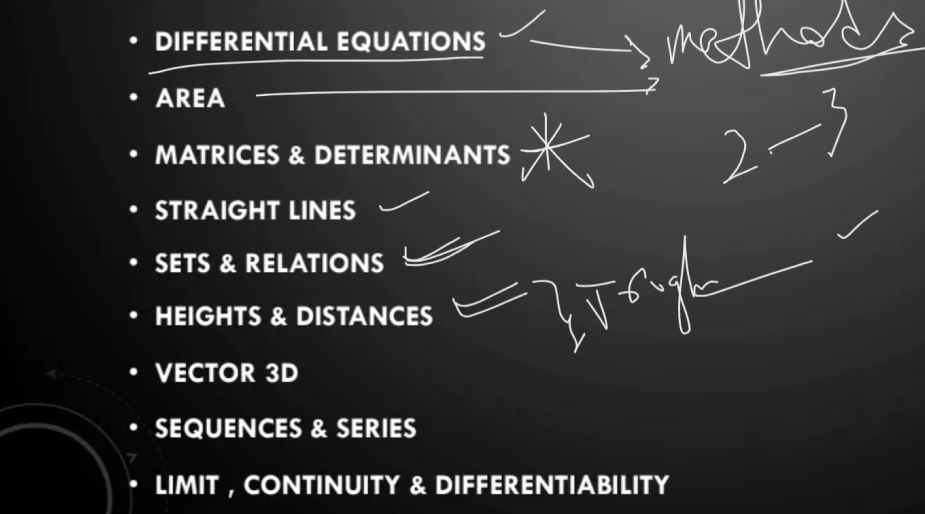 • DIFFERENTIAL EQUATIONS methods
• AREA
• MATRICES & DETERMINANTS 2-3
• STRAIGHT LINES
• SETS & RELATIONS
• HEIGHTS & DISTANCES
• VECTOR 3D
• SEQUENCES & SERIES
• LIMIT , CONTINUITY & DIFFERENTIABILITY